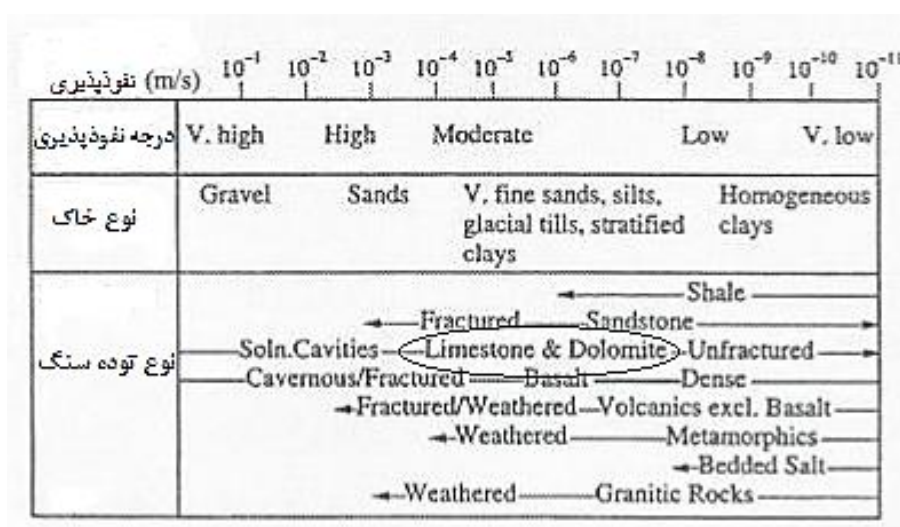 10⁻¹ 10⁻² 10⁻³ 10⁻⁴ 10⁻⁵ 10⁻⁶ 10⁻⁷ 10⁻⁸ 10⁻⁹ 10⁻¹⁰ 10⁻¹¹
نفوذپذیری (m/s)
درجه نفوذپذیری V. high High Moderate Low V. low
Gravel Sands V. fine sands, silts, Homogeneous
نوع خاک glacial tills, stratified clays
clays
Shale
Fractured Sandstone
نوع توده سنگ Soln.Cavities Limestone & Dolomite Unfractured
Cavernous/Fractured Basalt Dense
Fractured/Weathered Volcanics excl. Basalt
Weathered Metamorphics
Bedded Salt
Weathered Granitic Rocks